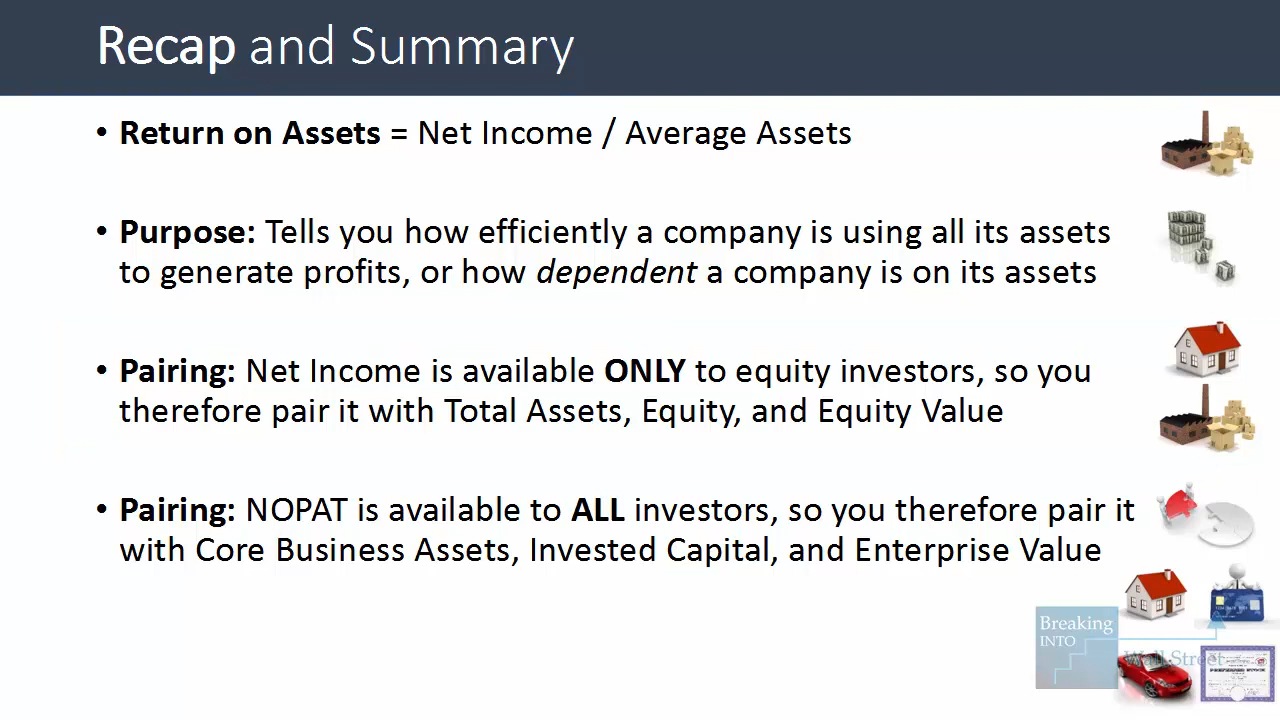 Recap and Summary
• Return on Assets = Net Income / Average Assets
• Purpose: Tells you how efficiently a company is using all its assets
to generate profits, or how dependent a company is on its assets
• Pairing: Net Income is available ONLY to equity investors, so you
therefore pair it with Total Assets, Equity, and Equity Value
• Pairing: NOPAT is available to ALL investors, so you therefore pair it
with Core Business Assets, Invested Capital, and Enterprise Value
Breaking
INTO
Wall Street